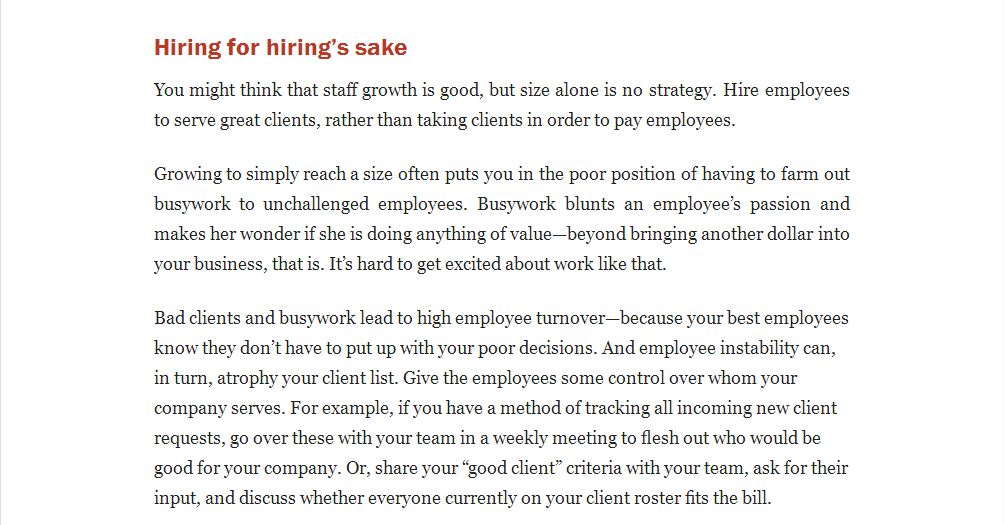 Hiring for hiring’s sake
You might think that staff growth is good, but size alone is no strategy. Hire employees
to serve great clients, rather than taking clients in order to pay employees.
Growing to simply reach a size often puts you in the poor position of having to farm out
busywork to unchallenged employees. Busywork blunts an employee’s passion and
makes her wonder if she is doing anything of value—beyond bringing another dollar into
your business, that is. It’s hard to get excited about work like that.
Bad clients and busywork lead to high employee turnover—because your best employees
know they don’t have to put up with your poor decisions. And employee instability can,
in turn, atrophy your client list. Give the employees some control over whom your
company serves. For example, if you have a method of tracking all incoming new client
requests, go over these with your team in a weekly meeting to flesh out who would be
good for your company. Or, share your “good client” criteria with your team, ask for their
input, and discuss whether everyone currently on your client roster fits the bill.